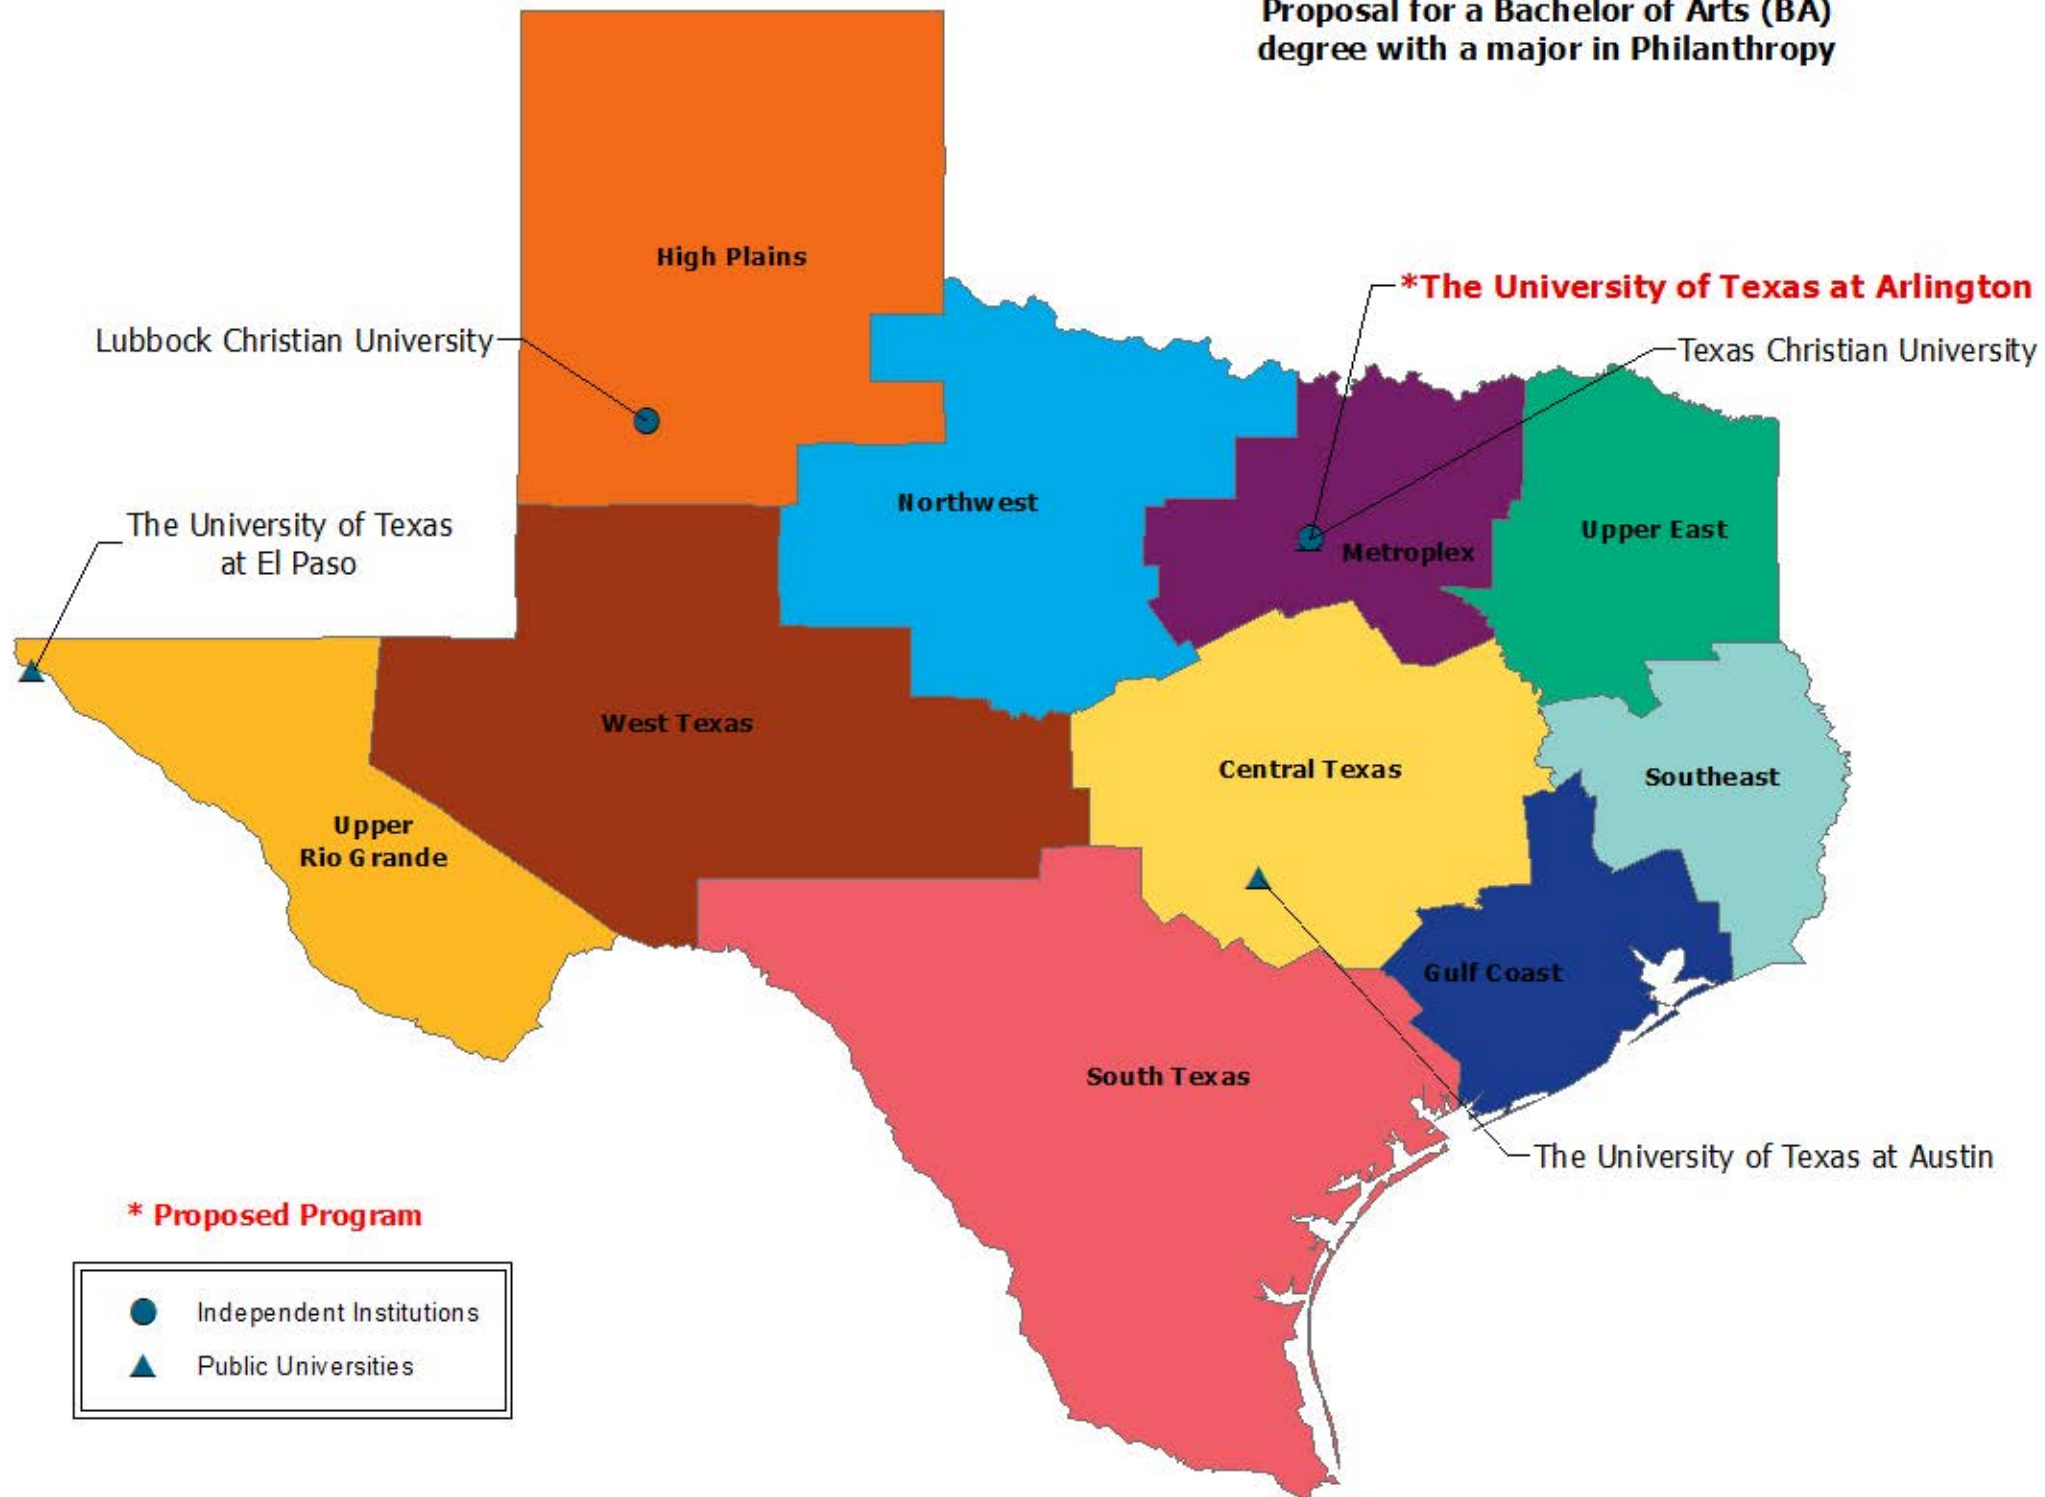 Proposal for a Bachelor of Arts (BA)
degree with a major in Philanthropy
High Plains
*The University of Texas at Arlington
Lubbock Christian University
Texas Christian University
Northwest
The University of Texas
at El Paso
Upper East
Metroplex
West Texas
Central Texas
Southeast
Upper
Rio Grande
Gulf Coast
South Texas
The University of Texas at Austin
* Proposed Program
Independent Institutions
Public Universities